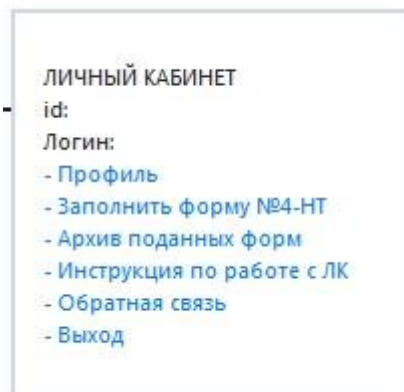 ЛИЧНЫЙ КАБИНЕТ
id:
Логин:
- Профиль
- Заполнить форму №4-НТ
- Архив поданных форм
- Инструкция по работе с ЛК
- Обратная связь
- Выход